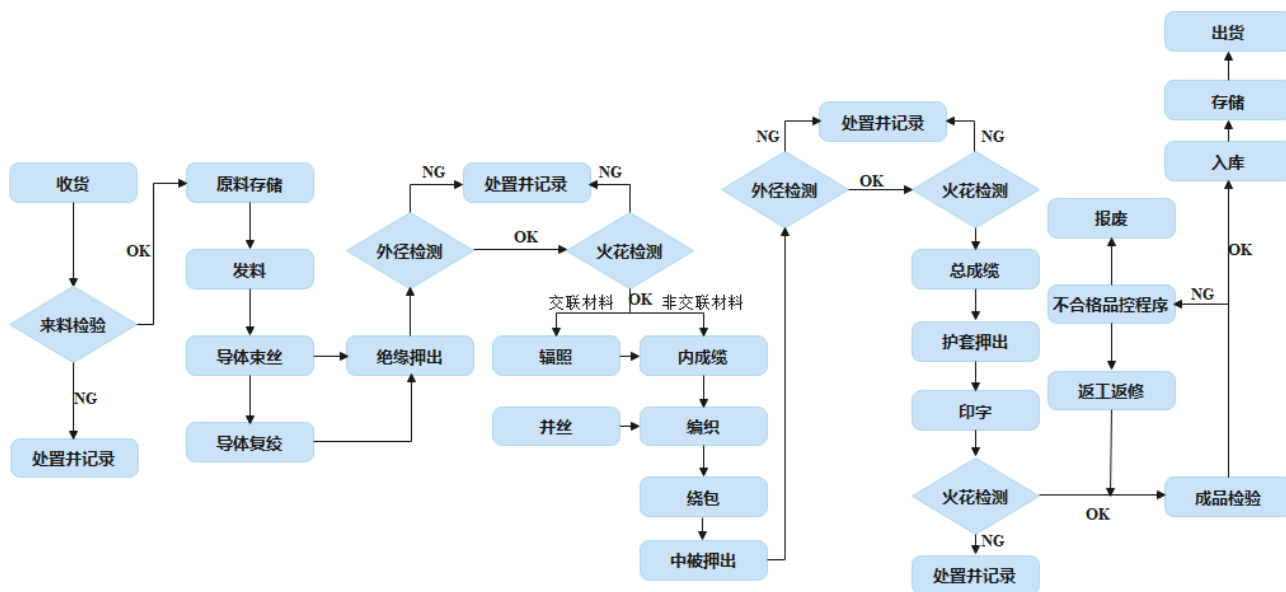 收货
来料检验
OK
NG
处置并记录
原料存储
发料
导体束丝
导体复绞
绝缘押出
外径检测
NG
OK
处置并记录
NG
火花检测
交联材料
OK
非交联材料
辐照
内成缆
井丝
编织
绕包
中被押出
外径检测
NG
OK
处置并记录
NG
火花检测
总成缆
护套押出
印字
火花检测
NG
处置并记录
OK
成品检验
NG
不合格品控程序
报废
返工返修
OK
入库
存储
出货